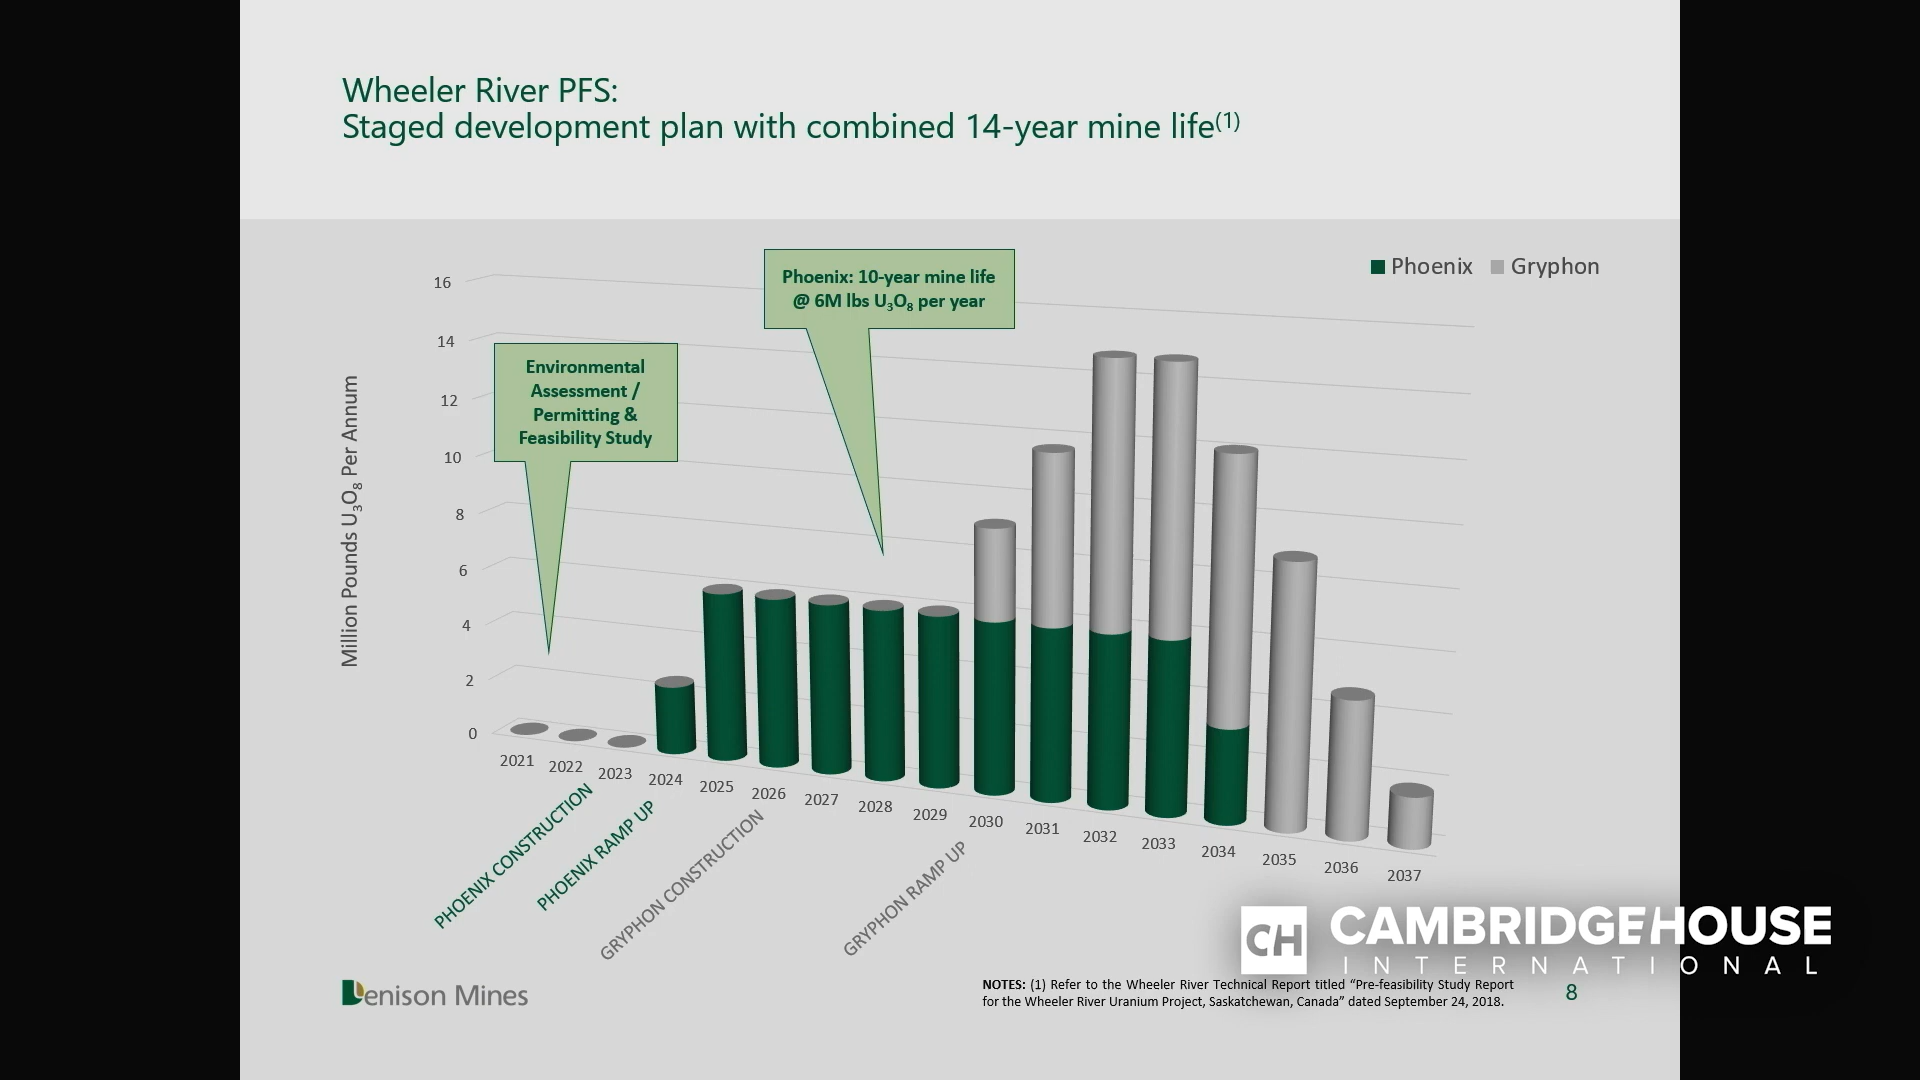 Wheeler River PFS:
Staged development plan with combined 14-year mine life(1)
Phoenix: 10-year mine life
@ 6M lbs U₃O₈ per year
Phoenix
Gryphon
Environmental
Assessment /
Permitting &
Feasibility Study
Million Pounds U₃O₈ Per Annum
16
14
12
10
8
6
4
2
0
2021
2022
2023
2024
2025
2026
2027
2028
2029
2030
2031
2032
2033
2034
2035
2036
2037
PHOENIX CONSTRUCTION
PHOENIX RAMP UP
GRYPHON CONSTRUCTION
GRYPHON RAMP UP
CH
CAMBRIDGEHOUSE
INTERNATIONAL
Denison Mines
NOTES: (1) Refer to the Wheeler River Technical Report titled “Pre-feasibility Study Report
for the Wheeler River Uranium Project, Saskatchewan, Canada” dated September 24, 2018.
8